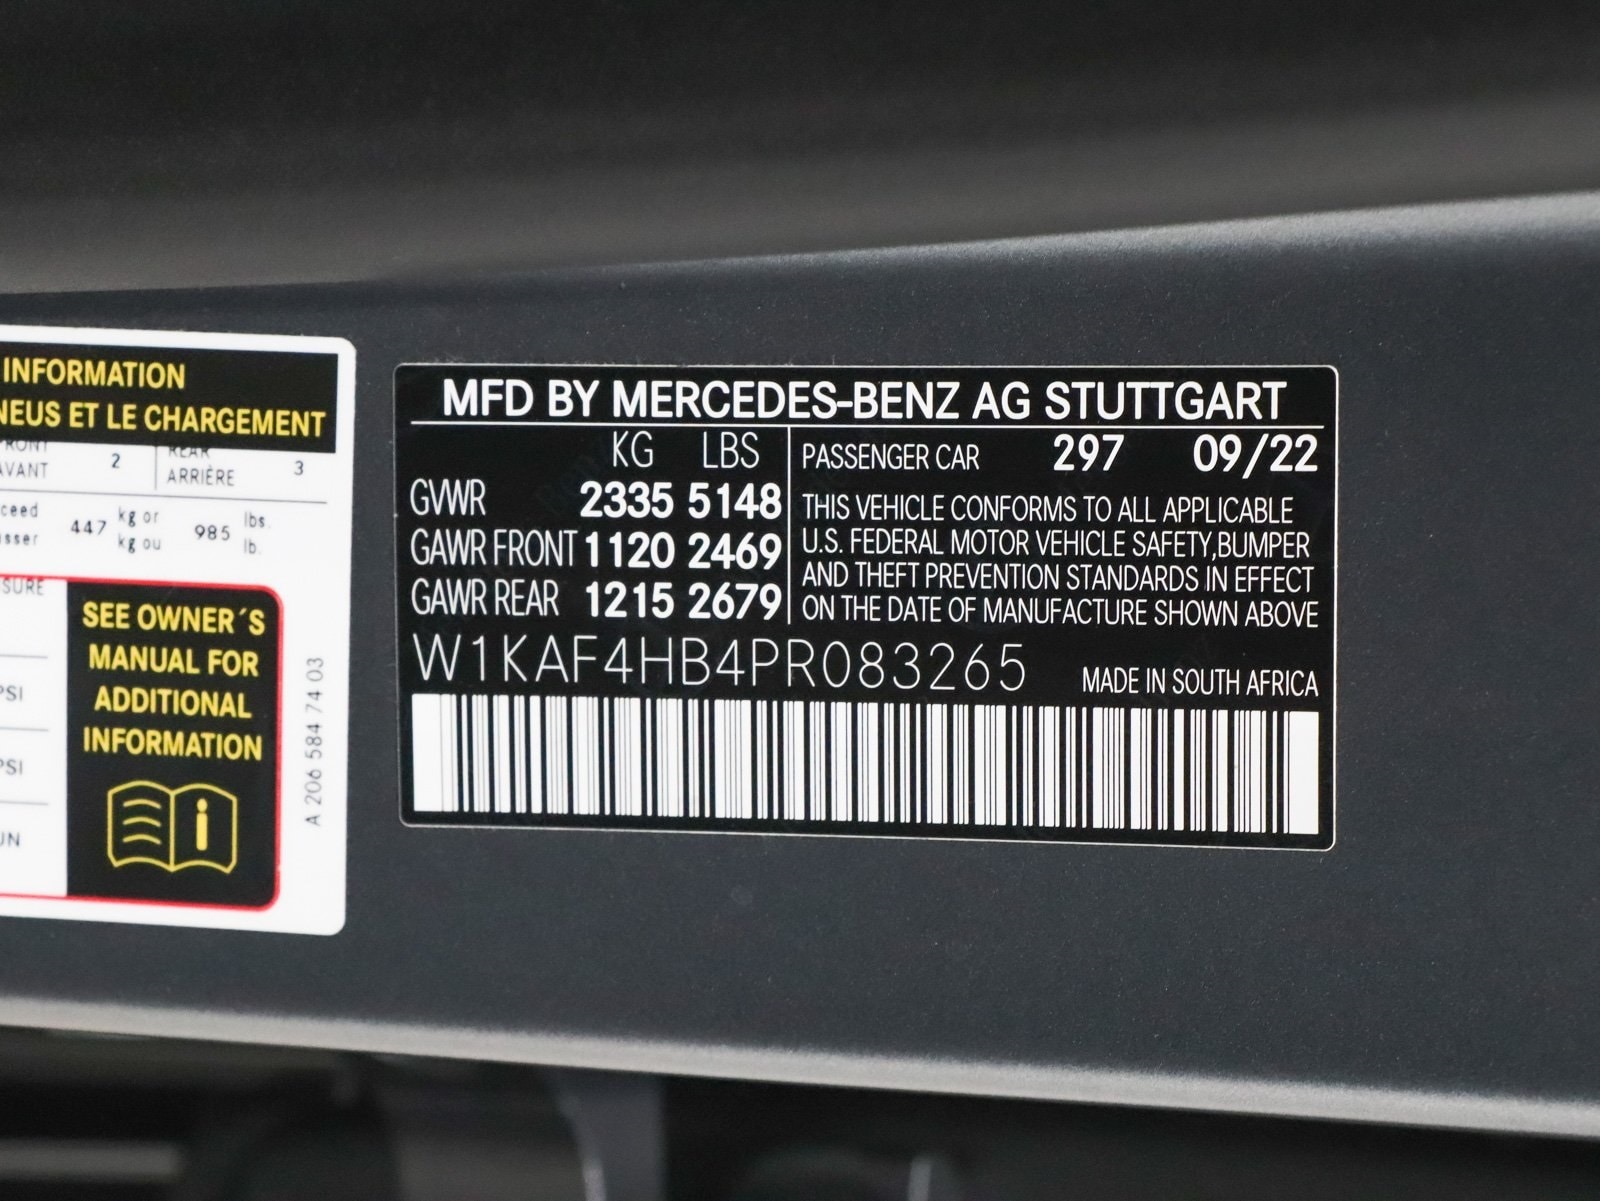 INFORMATION
NEUS ET LE CHARGEMENT
FRONT REAR
AVANT 2 ARRIÈRE 3
kg or lbs.
447 985
kg ou lb.
SEE OWNER´S
MANUAL FOR
ADDITIONAL
INFORMATION
PSI
PSI
A 206 584 74 03
MFD BY MERCEDES-BENZ AG STUTTGART
KG LBS
GVWR 2335 5148
GAWR FRONT 1120 2469
GAWR REAR 1215 2679
PASSENGER CAR 297 09/22
THIS VEHICLE CONFORMS TO ALL APPLICABLE
U.S. FEDERAL MOTOR VEHICLE SAFETY,BUMPER
AND THEFT PREVENTION STANDARDS IN EFFECT
ON THE DATE OF MANUFACTURE SHOWN ABOVE
W1KAF4HB4PR083265
MADE IN SOUTH AFRICA